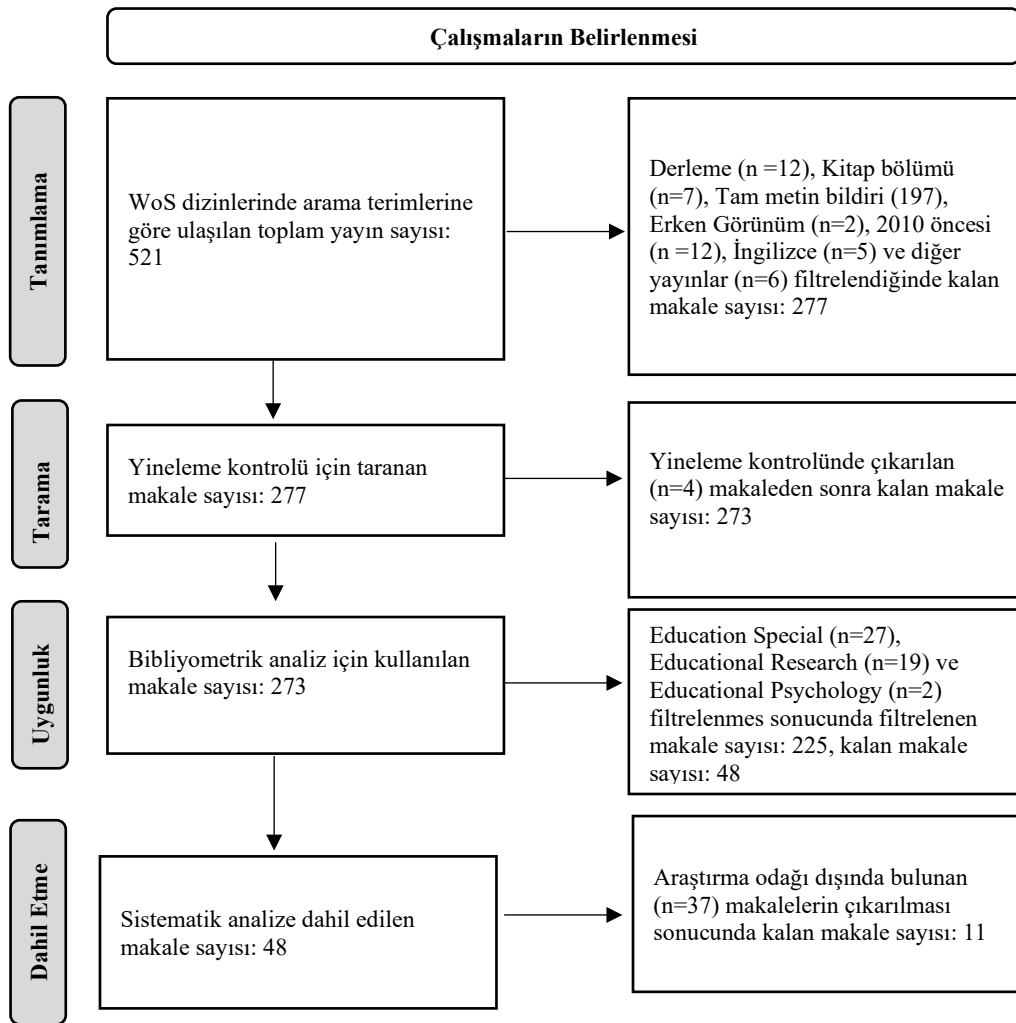 Çalışmaların Belirlenmesi
Tanımlama
WoS dizinlerinde arama terimlerine
göre ulaşılan toplam yayın sayısı:
521
Derleme (n =12), Kitap bölümü
(n=7), Tam metin bildiri (197),
Erken Görünüm (n=2), 2010 öncesi
(n =12), İngilizce (n=5) ve diğer
yayınlar (n=6) filtrelendiğinde kalan
makale sayısı: 277
Tarama
Yineleme kontrolü için taranan
makale sayısı: 277
Yineleme kontrolünde çıkarılan
(n=4) makaleden sonra kalan makale
sayısı: 273
Uygunluk
Bibliyometrik analiz için kullanılan
makale sayısı: 273
Education Special (n=27),
Educational Research (n=19) ve
Educational Psychology (n=2)
filtrelenmes sonucunda filtrelenen
makale sayısı: 225, kalan makale
sayısı: 48
Dahil Etme
Sistematik analize dahil edilen
makale sayısı: 48
Araştırma odağı dışında bulunan
(n=37) makalelerin çıkarılması
sonucunda kalan makale sayısı: 11